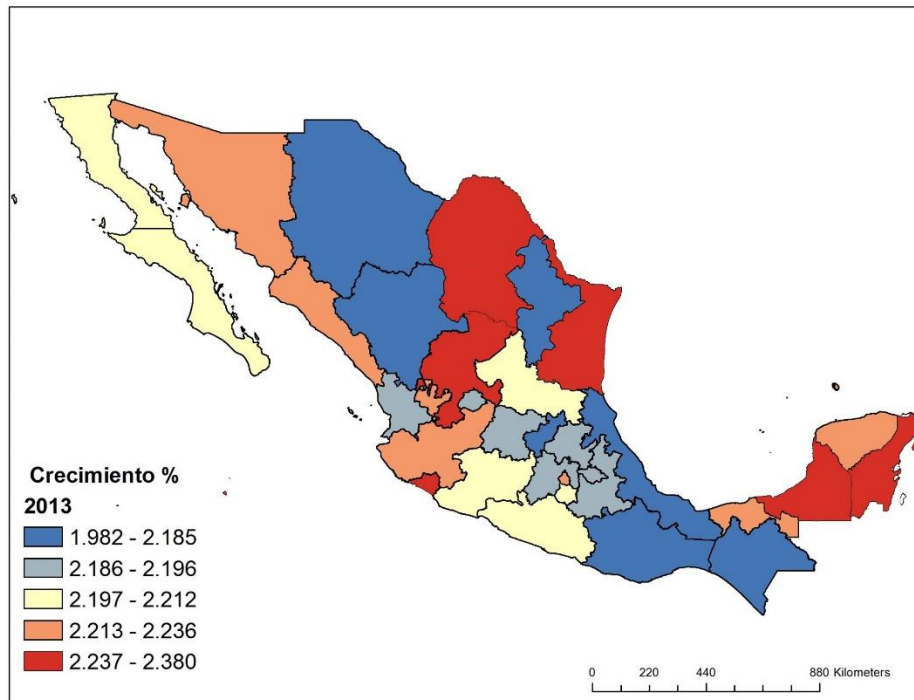 Crecimiento %
2013
1.982 - 2.185
2.186 - 2.196
2.197 - 2.212
2.213 - 2.236
2.237 - 2.380
0 220 440 880 Kilometers